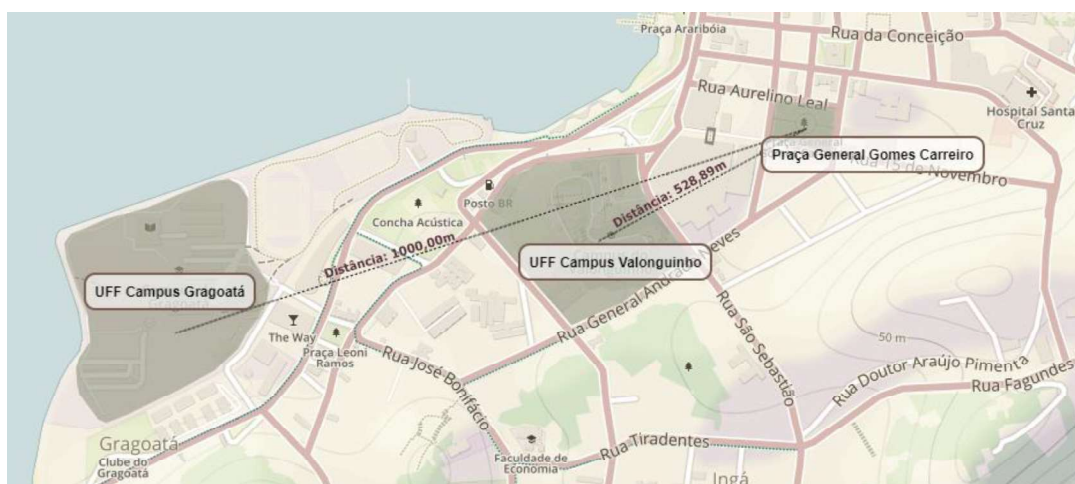 Praça Arariboia
Rua da Conceição
Rua Aurelino Leal
Hospital Santa
Cruz
Praça General Gomes Carreiro
Rua 15 de Novembro
Distância: 528,89m
Posto BR
Concha Acústica
Distância: 1000,00m
UFF Campus Valonguinho
UFF Campus Gragoatá
Rua General Andrade Neves
The Way
Praça Leoni
Ramos
Rua José Bonifácio
Rua São Sebastião
50 m
Rua Doutor Araújo Pimenta
Rua Fagundes
Gragoatá
Clube do
Gragoatá
Rua Tiradentes
Faculdade de
Economia
Ingá